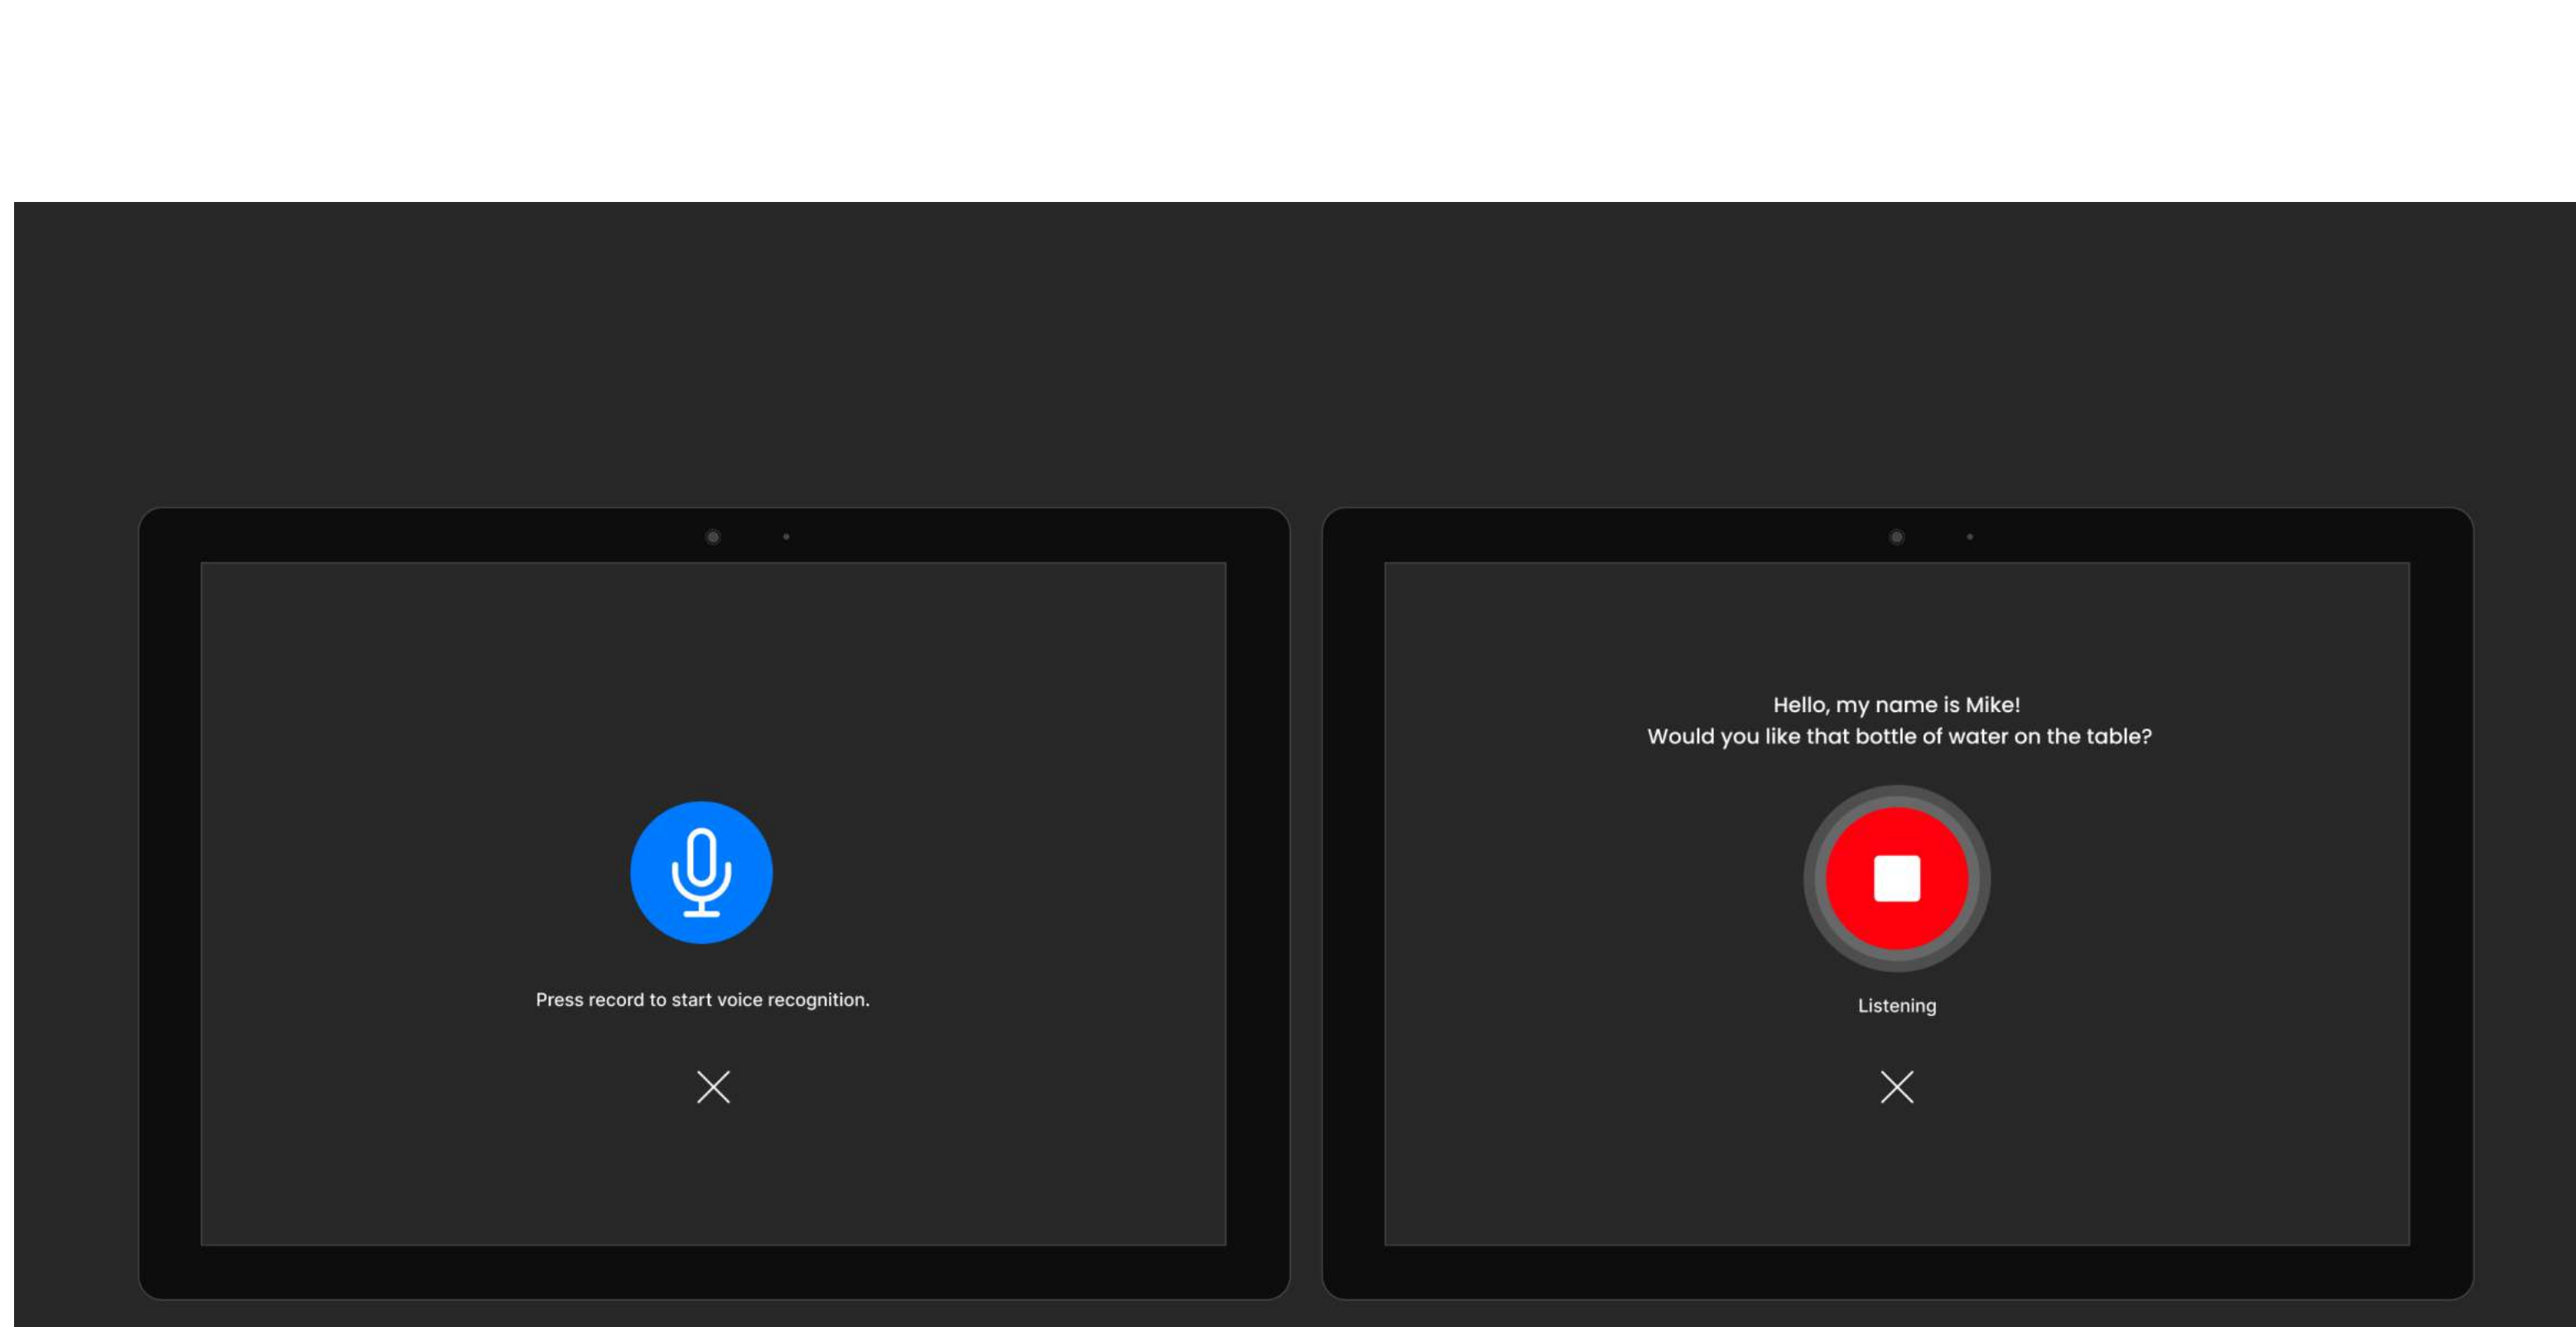 Press record to start voice recognition.
Hello, my name is Mike!
Would you like that bottle of water on the table?
Listening